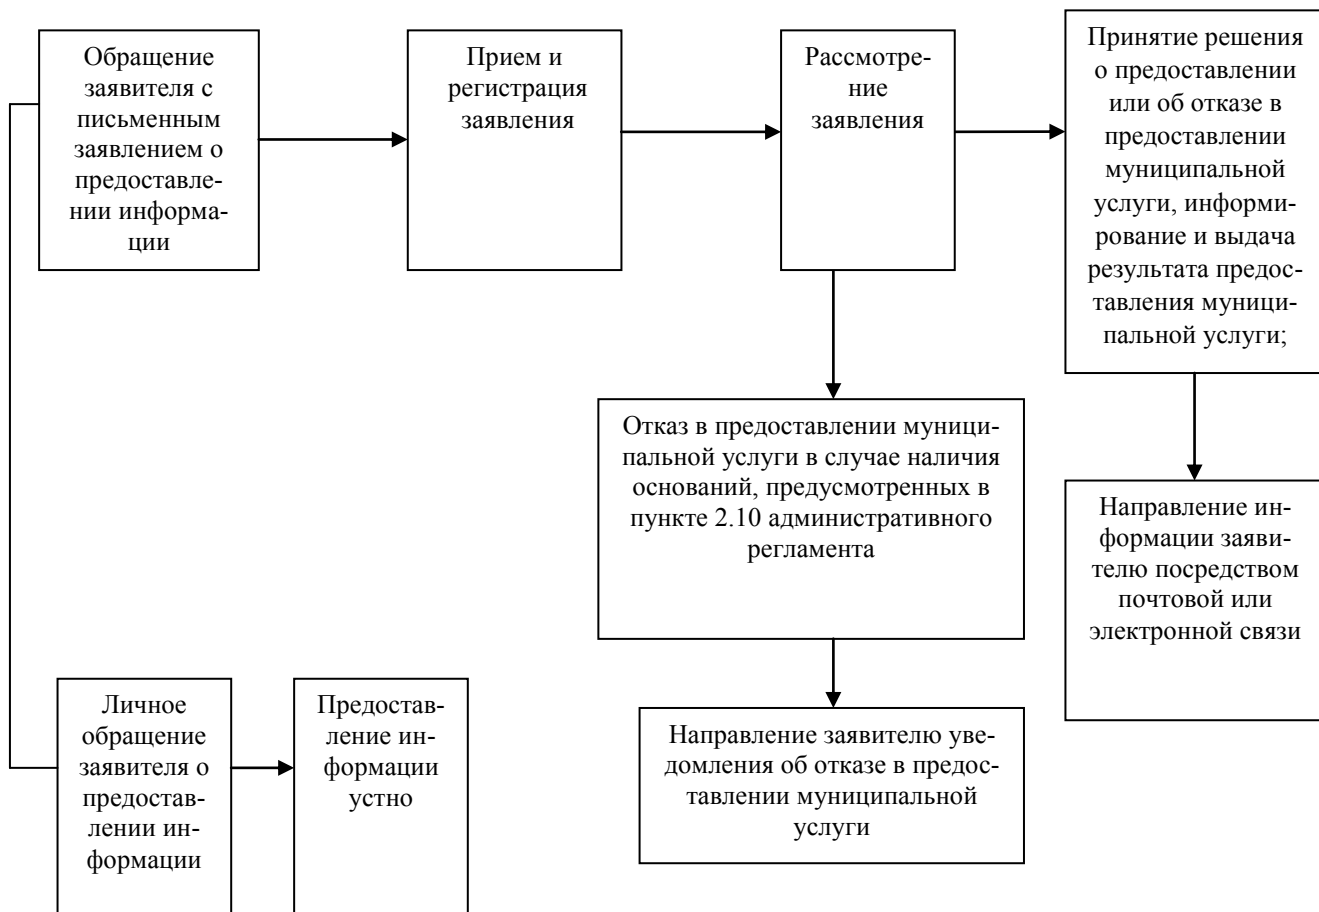 Обращение
заявителя с
письменным
заявлением о
предоставле-
нии информа-
ции
Прием и
регистрация
заявления
Рассмотре-
ние
заявления
Принятие решения
о предоставлении
или об отказе в
предоставлении
муниципальной
услуги, информи-
рование и выдача
результата предос-
тавления муници-
пальной услуги;
Отказ в предоставлении муници-
пальной услуги в случае наличия
оснований, предусмотренных в
пункте 2.10 административного
регламента
Направление ин-
формации заяви-
телю посредством
почтовой или
электронной связи
Личное
обращение
заявителя о
предостав-
лении ин-
формации
Предостав-
ление ин-
формации
устно
Направление заявителю уве-
домления об отказе в предос-
тавлении муниципальной
услуги